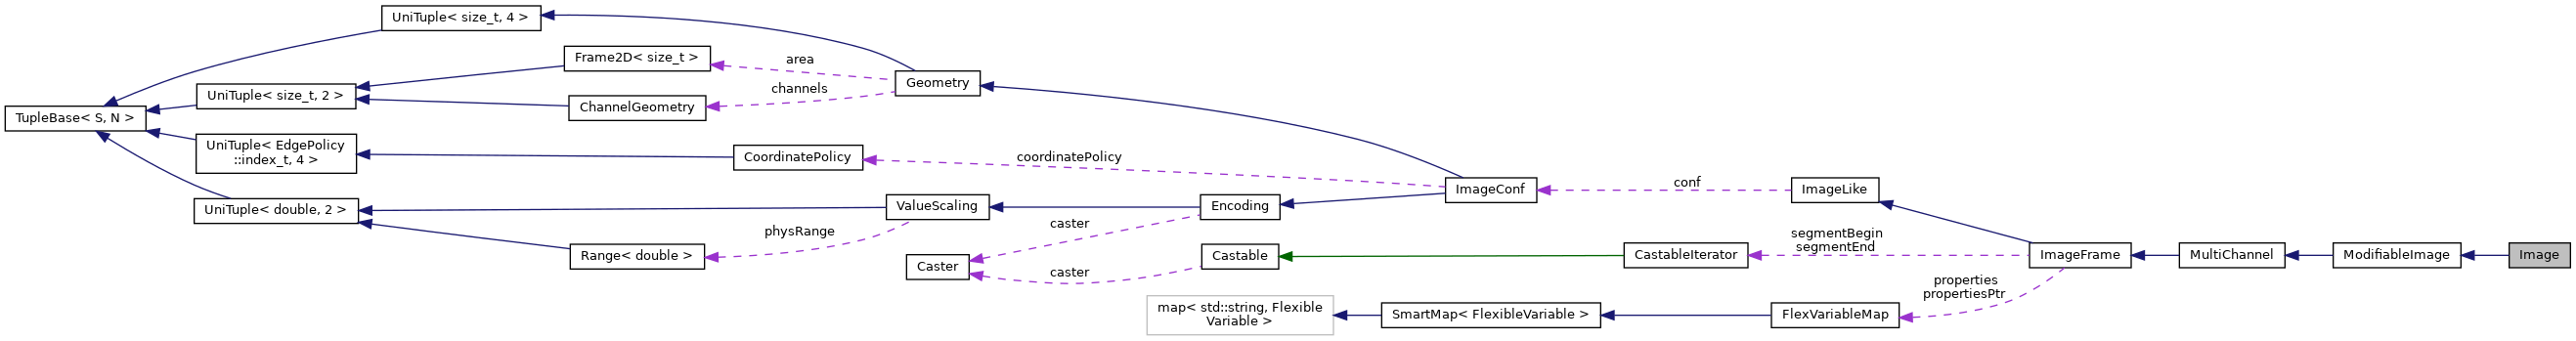 UniTuple< size_t, 4 >
Frame2D< size_t >
area
Geometry
channels
UniTuple< size_t, 2 >
ChannelGeometry
TupleBase< S, N >
UniTuple< EdgePolicy
::index_t, 4 >
CoordinatePolicy
coordinatePolicy
ImageConf
conf
ImageLike
UniTuple< double, 2 >
ValueScaling
Encoding
caster
physRange
Range< double >
Caster
caster
Castable
CastableIterator
segmentBegin
segmentEnd
ImageFrame
MultiChannel
ModifiableImage
Image
properties
propertiesPtr
map< std::string, Flexible
Variable >
SmartMap< FlexibleVariable >
FlexVariableMap